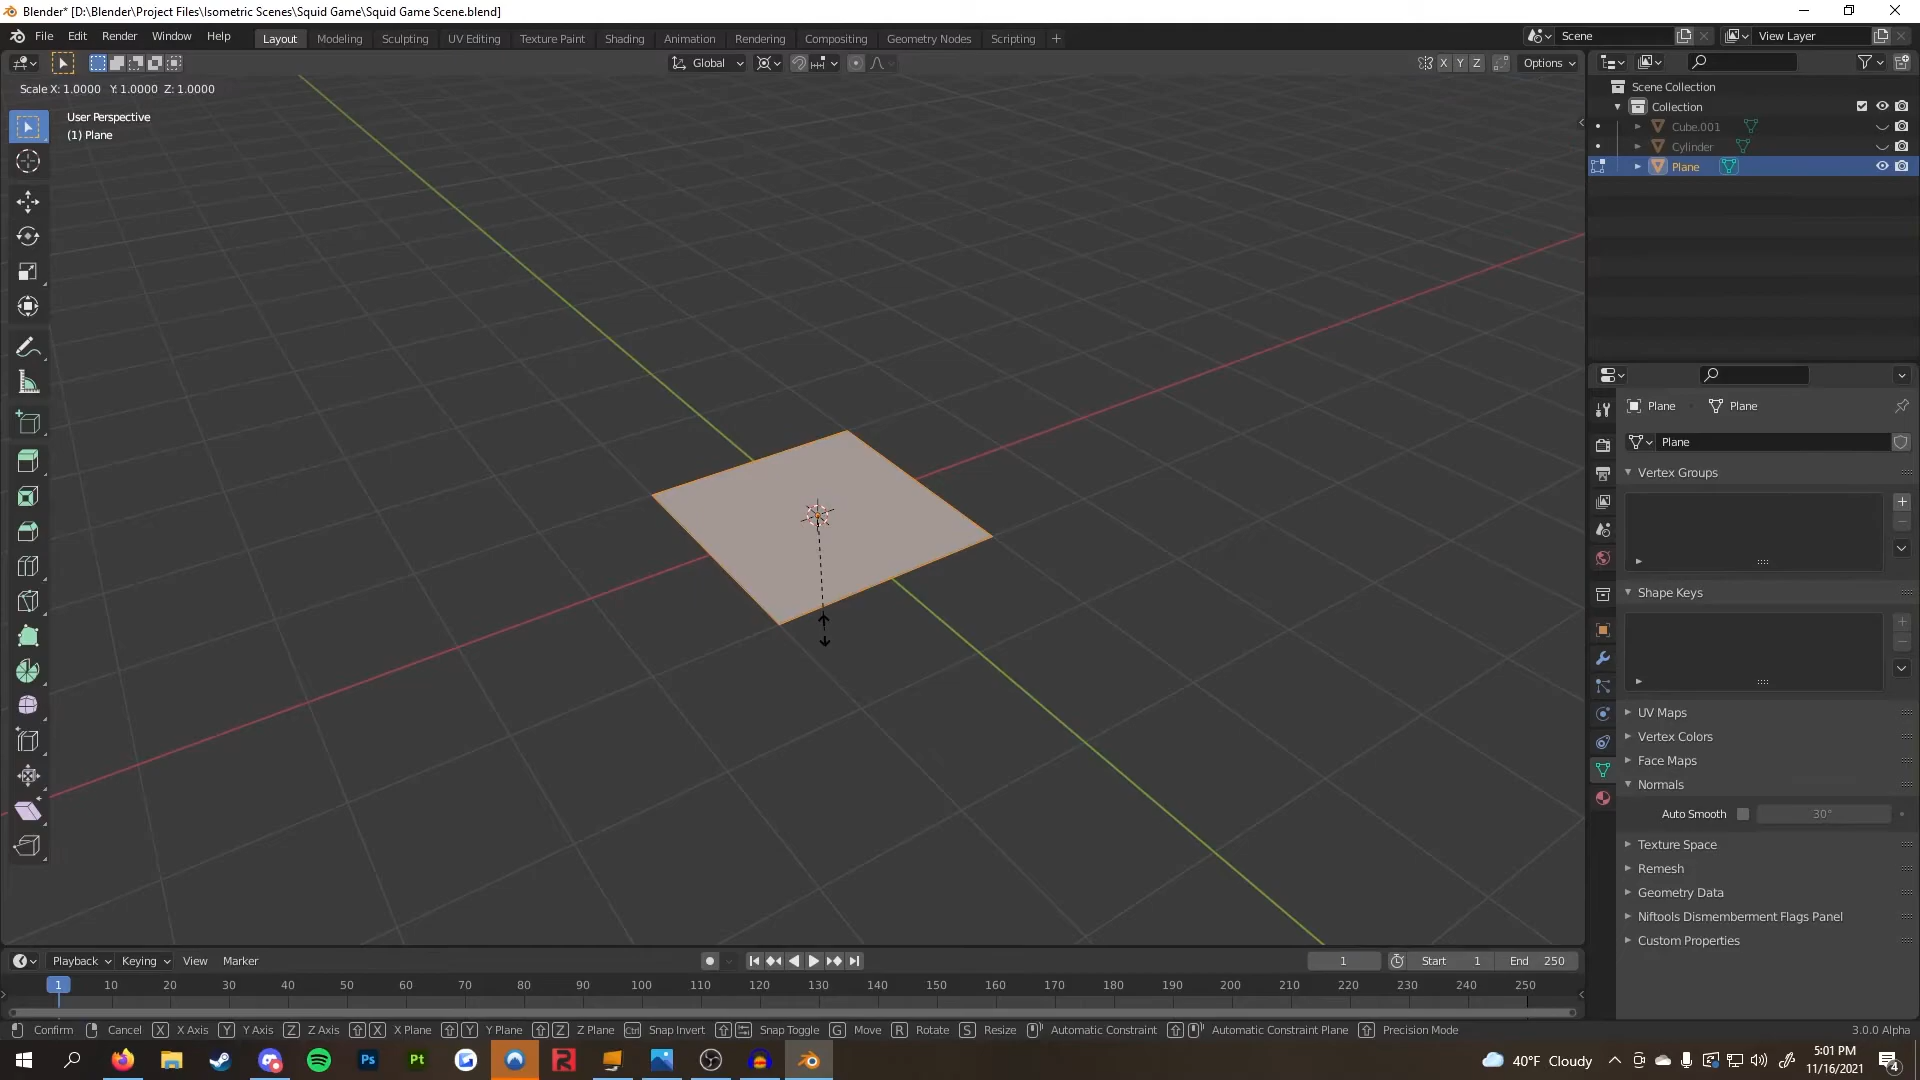 Blender* [D:\Blender\Project Files\Isometric Scenes\Squid Game\Squid Game Scene.blend]
File Edit Render Window Help Layout Modeling Sculpting UV Editing Texture Paint Shading Animation Rendering Compositing Geometry Nodes Scripting + Scene View Layer
Global X Y Z Options
Scale X: 1.0000 Y: 1.0000 Z: 1.0000
User Perspective
(1) Plane
Scene Collection
Collection
Cube.001
Cylinder
Plane
Plane Plane
Plane
Vertex Groups
Shape Keys
UV Maps
Vertex Colors
Face Maps
Normals
Auto Smooth 30°
Texture Space
Remesh
Geometry Data
Niftools Dismemberment Flags Panel
Custom Properties
Playback Keying View Marker 1 Start 1 End 250
1 10 20 30 40 50 60 70 80 90 100 110 120 130 140 150 160 170 180 190 200 210 220 230 240 250
Confirm Cancel X X Axis Y Y Axis Z Z Axis X X Plane Y Y Plane Z Z Plane Ctrl Snap Invert Snap Toggle G Move R Rotate S Resize Automatic Constraint Automatic Constraint Plane Precision Mode 3.0.0 Alpha
Ps Pt R 40°F Cloudy 5:01 PM
11/16/2021 4